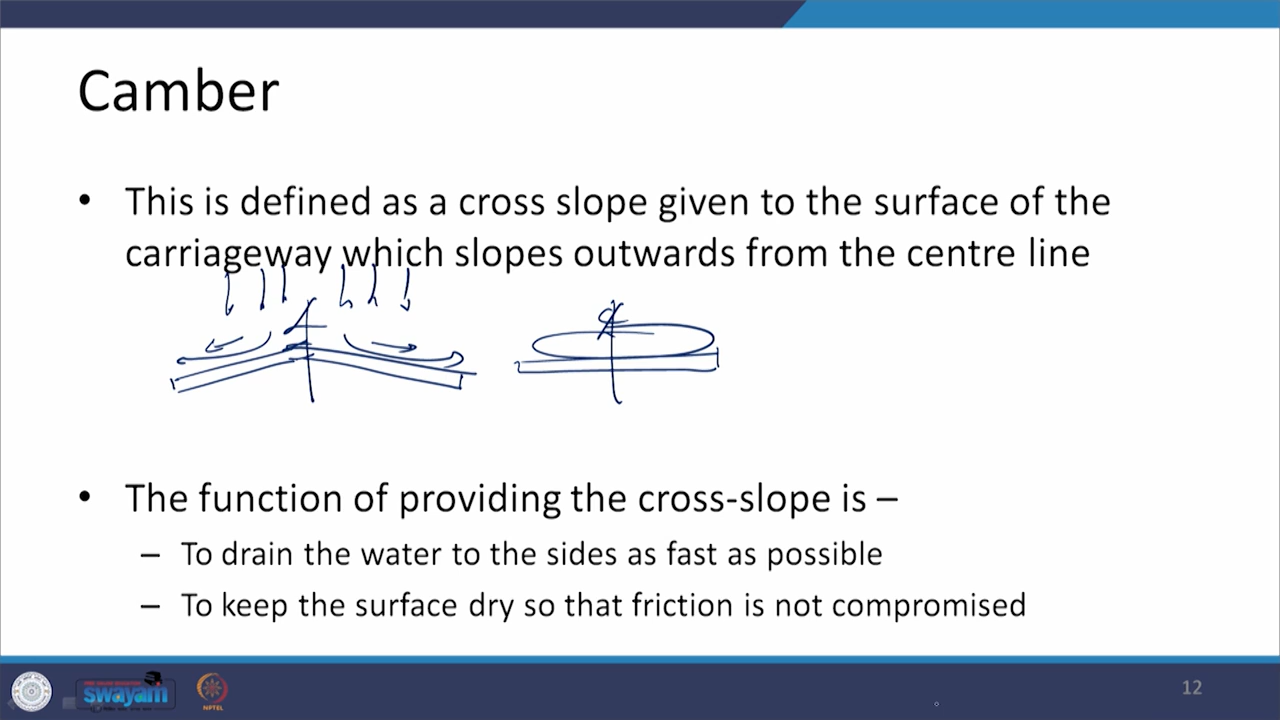 Camber
• This is defined as a cross slope given to the surface of the
carriageway which slopes outwards from the centre line
• The function of providing the cross-slope is –
– To drain the water to the sides as fast as possible
– To keep the surface dry so that friction is not compromised
swayam
NPTEL
12